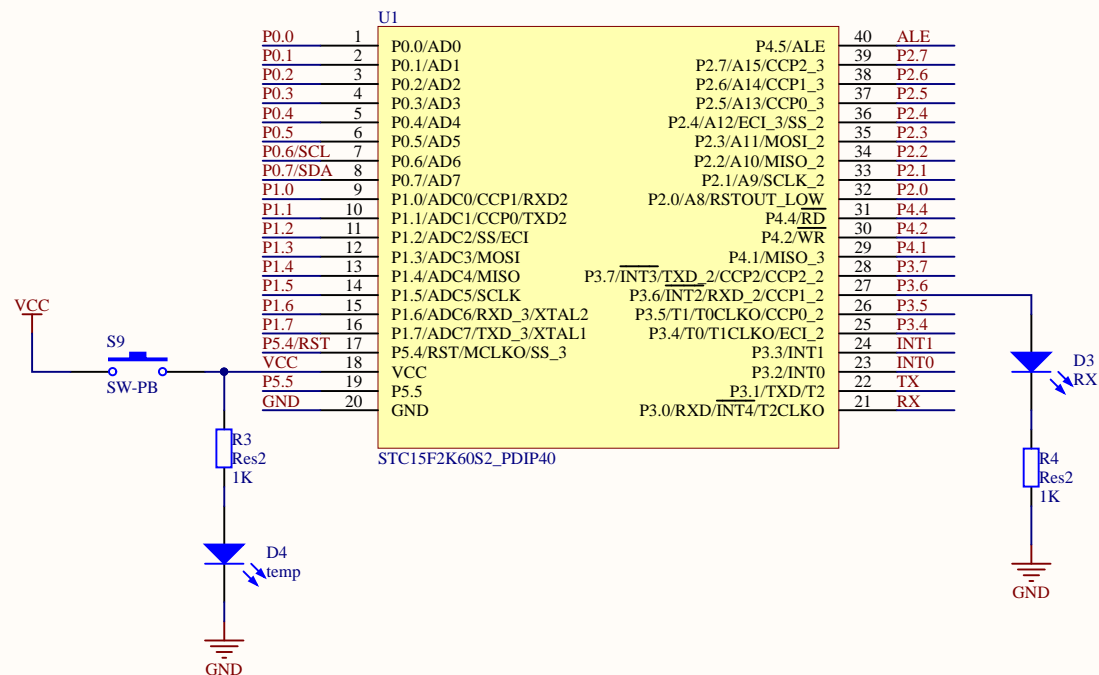 U1
P0.0 1 P0.0/AD0 P4.5/ALE 40 ALE
P0.1 2 P0.1/AD1 P2.7/A15/CCP2_3 39 P2.7
P0.2 3 P0.2/AD2 P2.6/A14/CCP1_3 38 P2.6
P0.3 4 P0.3/AD3 P2.5/A13/CCP0_3 37 P2.5
P0.4 5 P0.4/AD4 P2.4/A12/ECI_3/SS_2 36 P2.4
P0.5 6 P0.5/AD5 P2.3/A11/MOSI_2 35 P2.3
P0.6/SCL 7 P0.6/AD6 P2.2/A10/MISO_2 34 P2.2
P0.7/SDA 8 P0.7/AD7 P2.1/A9/SCLK_2 33 P2.1
P1.0 9 P1.0/ADC0/CCP1/RXD2 P2.0/A8/RSTOUT_LOW 32 P2.0
P1.1 10 P1.1/ADC1/CCP0/TXD2 P4.4/RD 31 P4.4
P1.2 11 P1.2/ADC2/SS/ECI P4.2/WR 30 P4.2
P1.3 12 P1.3/ADC3/MOSI P4.1/MISO_3 29 P4.1
P1.4 13 P1.4/ADC4/MISO P3.7/INT3/TXD_2/CCP2/CCP2_2 28 P3.7
P1.5 14 P1.5/ADC5/SCLK P3.6/INT2/RXD_2/CCP1_2 27 P3.6
P1.6 15 P1.6/ADC6/RXD_3/XTAL2 P3.5/T1/T0CLKO/CCP0_2 26 P3.5
P1.7 16 P1.7/ADC7/TXD_3/XTAL1 P3.4/T0/T1CLKO/ECI_2 25 P3.4
P5.4/RST 17 P5.4/RST/MCLKO/SS_3 P3.3/INT1 24 INT1
VCC 18 VCC P3.2/INT0 23 INT0
P5.5 19 P5.5 P3.1/TXD/T2 22 TX
GND 20 GND P3.0/RXD/INT4/T2CLKO 21 RX
STC15F2K60S2_PDIP40
VCC
S9
SW-PB
R3
Res2
1K
D4
temp
GND
D3
RX
R4
Res2
1K
GND